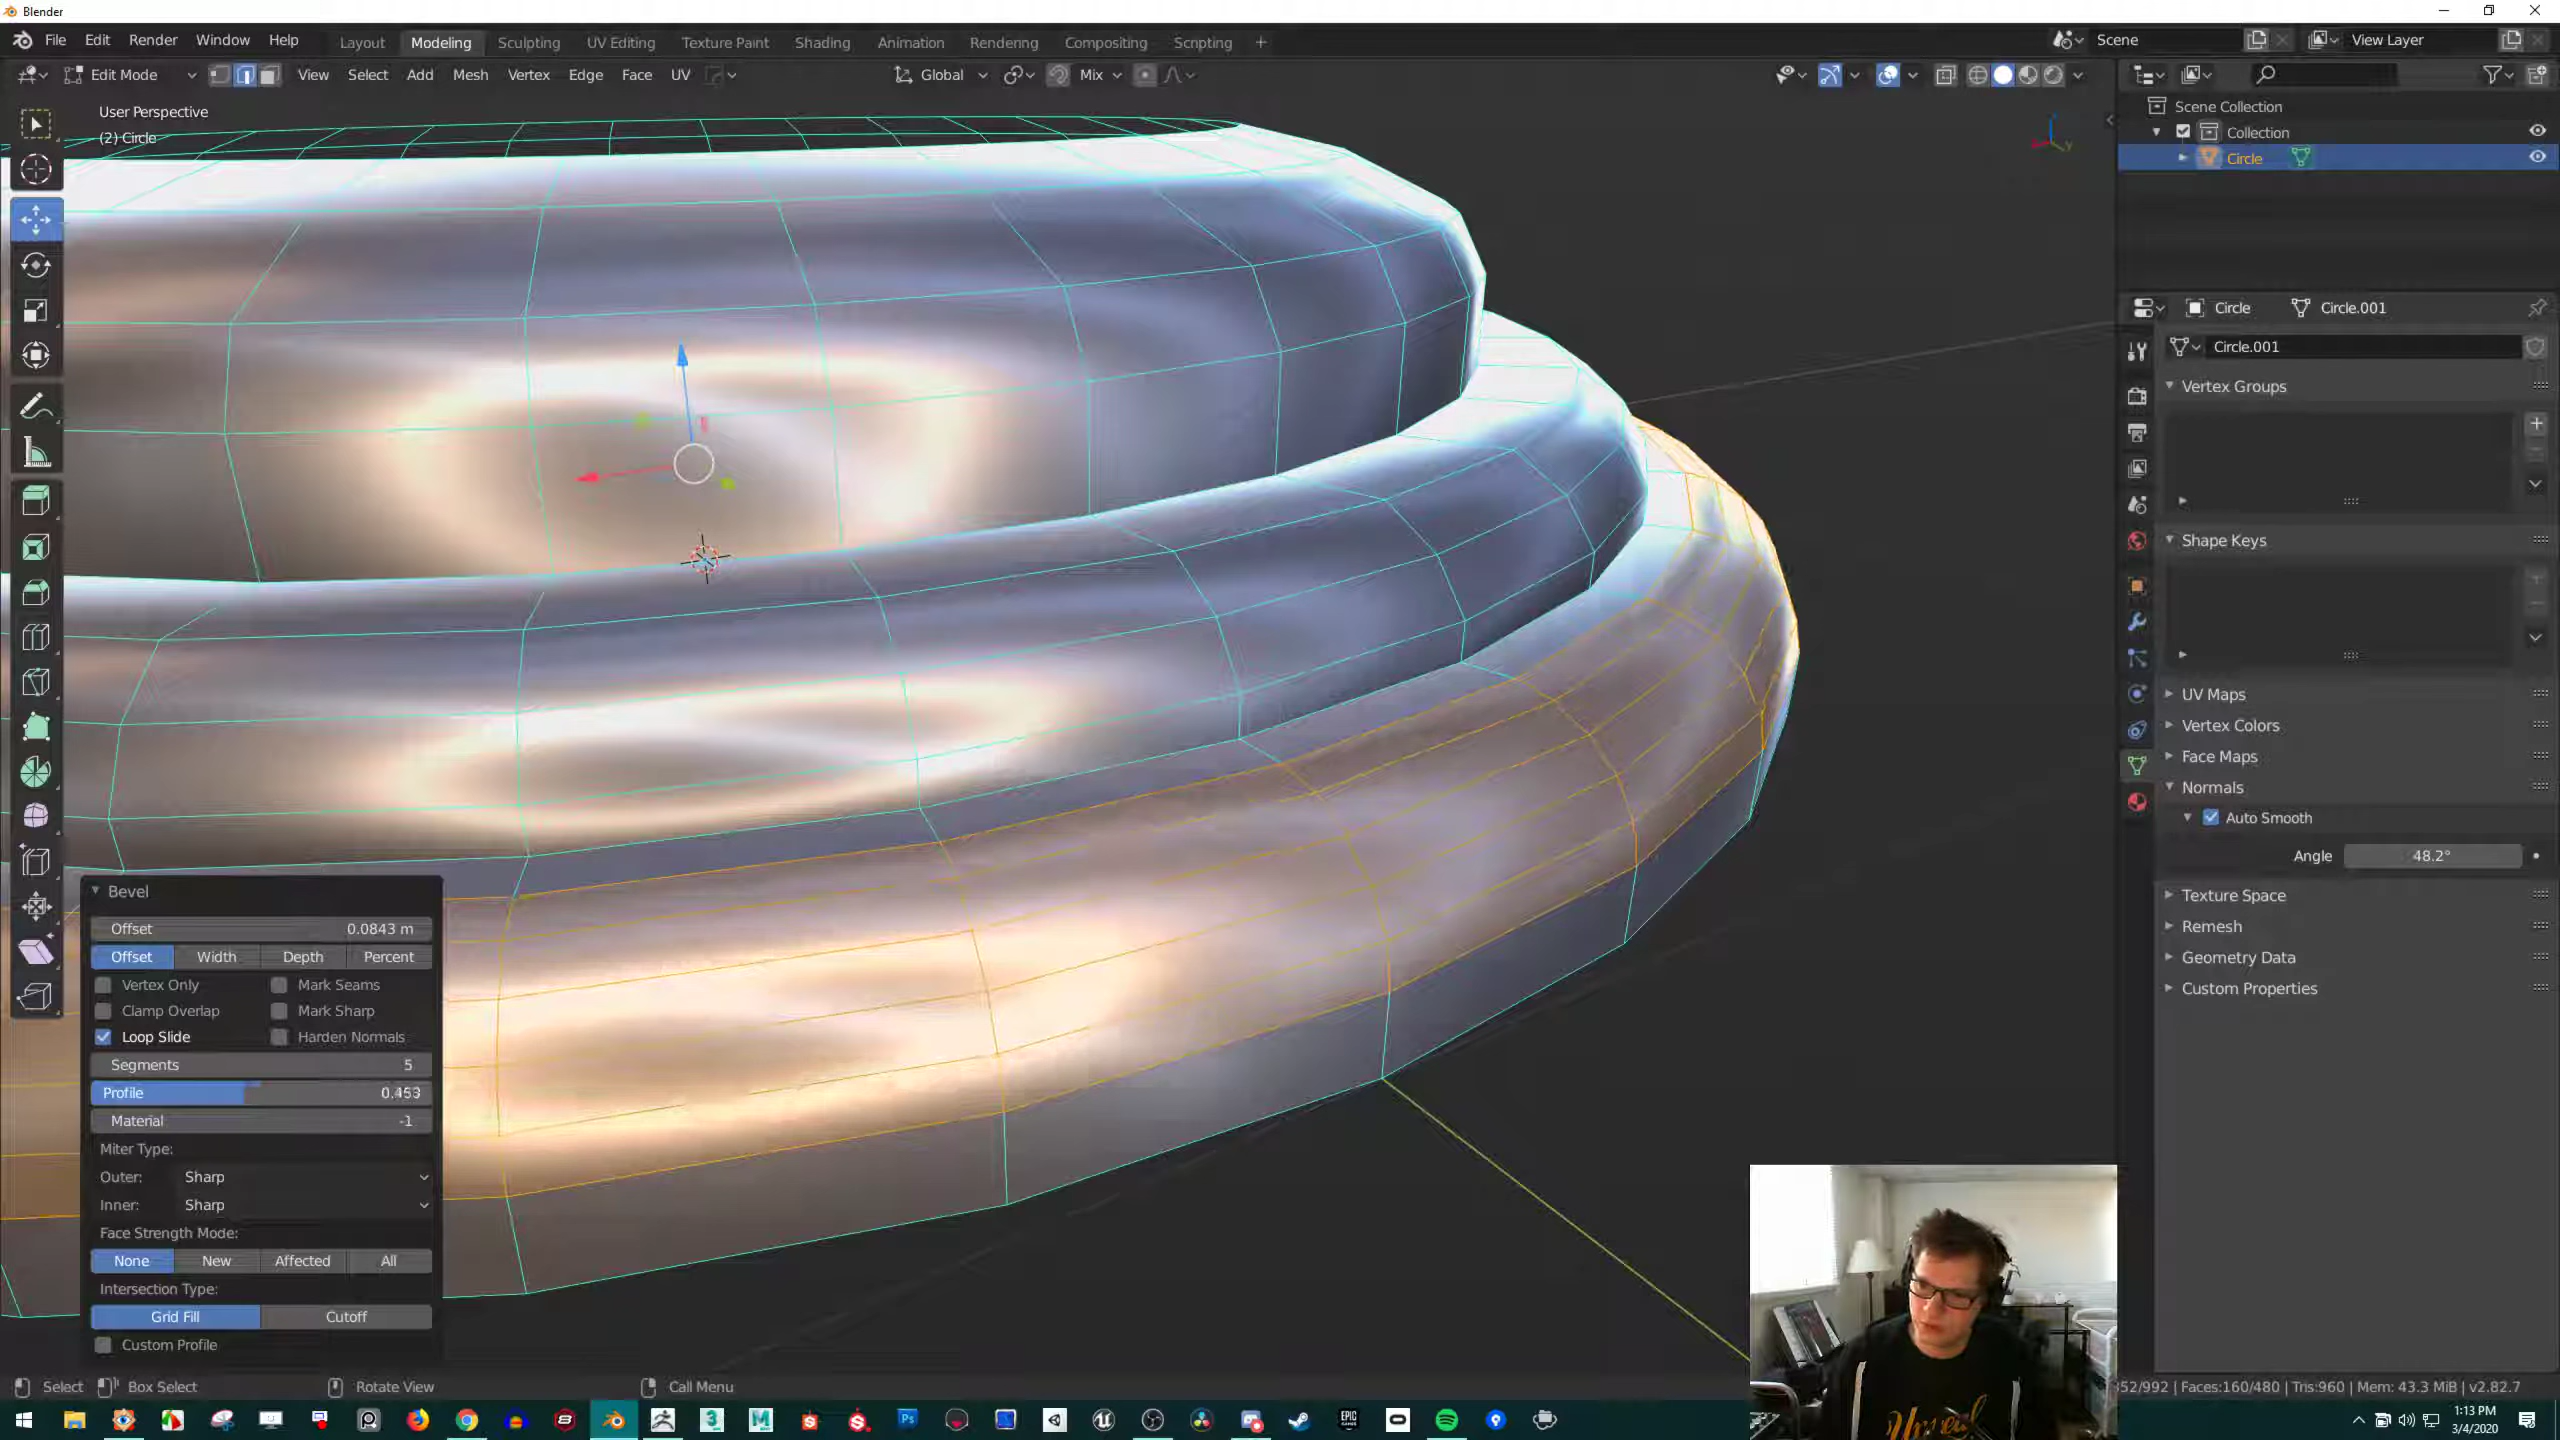 Blender
File Edit Render Window Help Layout Modeling Sculpting UV Editing Texture Paint Shading Animation Rendering Compositing Scripting + Scene View Layer
Edit Mode View Select Add Mesh Vertex Edge Face UV Global Mix
User Perspective
(2) Circle
Scene Collection
Collection
Circle
Circle Circle.001
Circle.001
Vertex Groups
Shape Keys
UV Maps
Vertex Colors
Face Maps
Normals
Auto Smooth
Angle 48.2°
Texture Space
Remesh
Geometry Data
Custom Properties
Bevel
Offset 0.0843 m
Offset Width Depth Percent
Vertex Only Mark Seams
Clamp Overlap Mark Sharp
Loop Slide Harden Normals
Segments 5
Profile 0.453
Material -1
Miter Type:
Outer: Sharp
Inner: Sharp
Face Strength Mode:
None New Affected All
Intersection Type:
Grid Fill Cutoff
Custom Profile
Select Box Select Rotate View Call Menu 352/992 | Faces:160/480 | Tris:960 | Mem: 43.3 MiB | v2.82.7
1:13 PM
3/4/2020